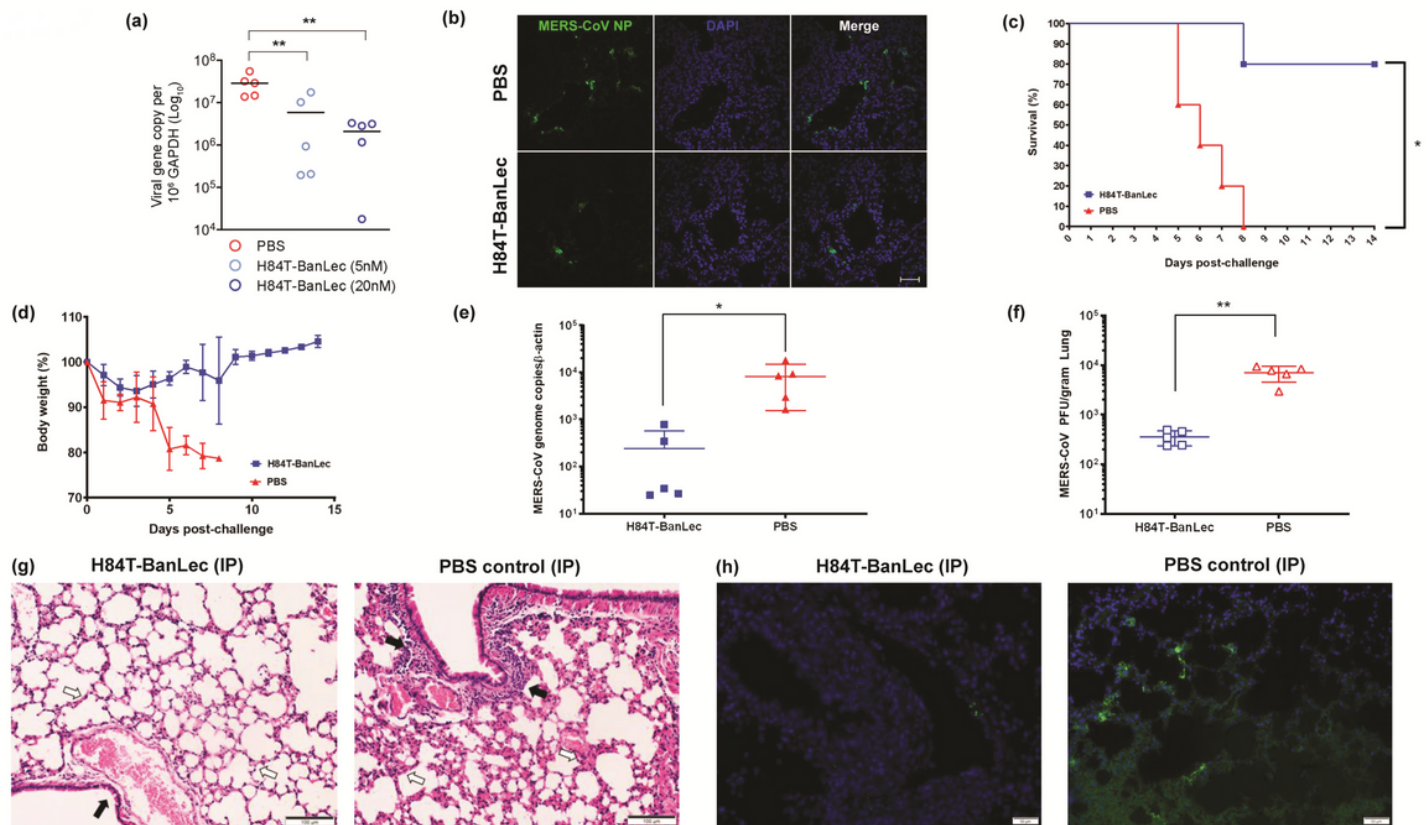 (a)
**
**
Viral gene copy per
10⁶ GAPDH (Log₁₀)
10⁸
10⁷
10⁶
10⁵
10⁴
PBS
H84T-BanLec (5nM)
H84T-BanLec (20nM)
(b)
MERS-CoV NP
DAPI
Merge
PBS
H84T-BanLec
(c)
Survival (%)
100
90
80
70
60
50
40
30
20
10
0
H84T-BanLec
PBS
0 1 2 3 4 5 6 7 8 9 10 11 12 13 14
Days post-challenge
*
(d)
Body weight (%)
110
100
90
80
70
H84T-BanLec
PBS
0 5 10 15
Days post-challenge
(e)
*
MERS-CoV genome copies/β-actin
10⁵
10⁴
10³
10²
10¹
H84T-BanLec PBS
(f)
**
MERS-CoV PFU/gram Lung
10⁵
10⁴
10³
10²
10¹
H84T-BanLec PBS
(g)
H84T-BanLec (IP)
PBS control (IP)
100 μm
100 μm
(h)
H84T-BanLec (IP)
PBS control (IP)